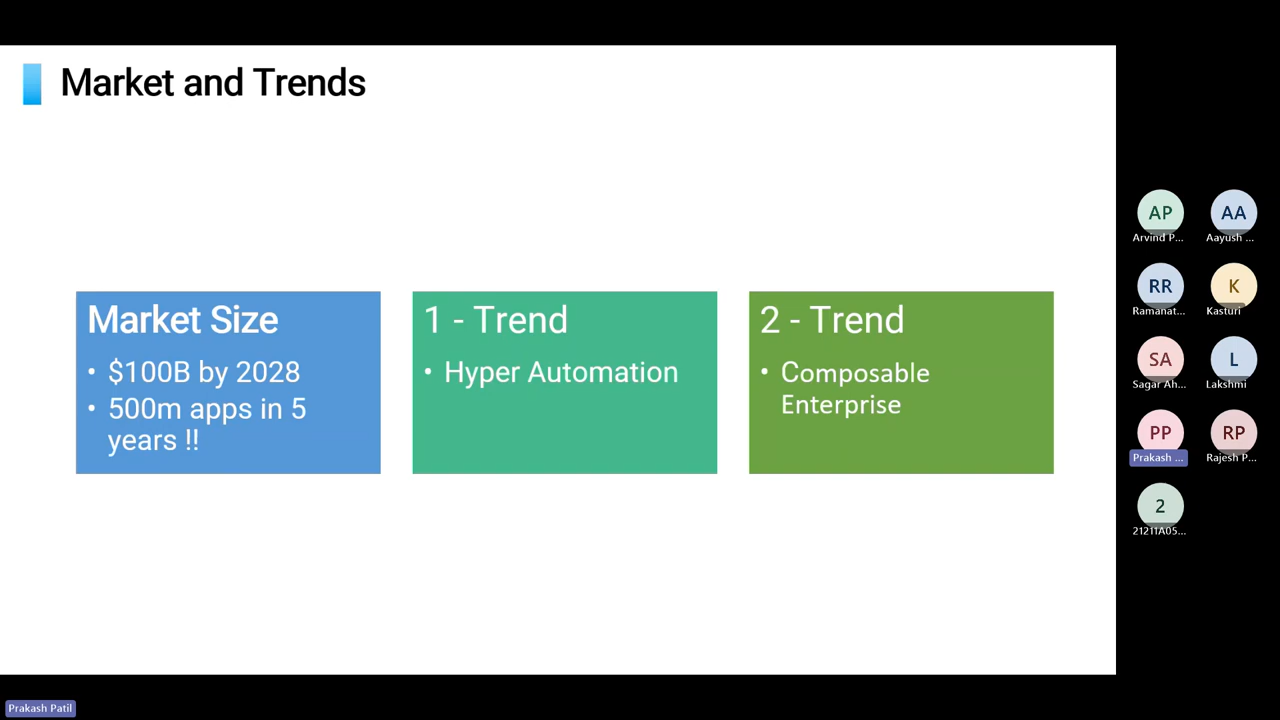 Market and Trends
Market Size
• $100B by 2028
• 500m apps in 5
years !!
1 - Trend
• Hyper Automation
2 - Trend
• Composable
Enterprise
AP
Arvind P...
AA
Aayush ...
RR
Ramanat...
K
Kasturi
SA
Sagar Ah...
L
Lakshmi
PP
Prakash ...
RP
Rajesh P...
2
21211A05...
Prakash Patil